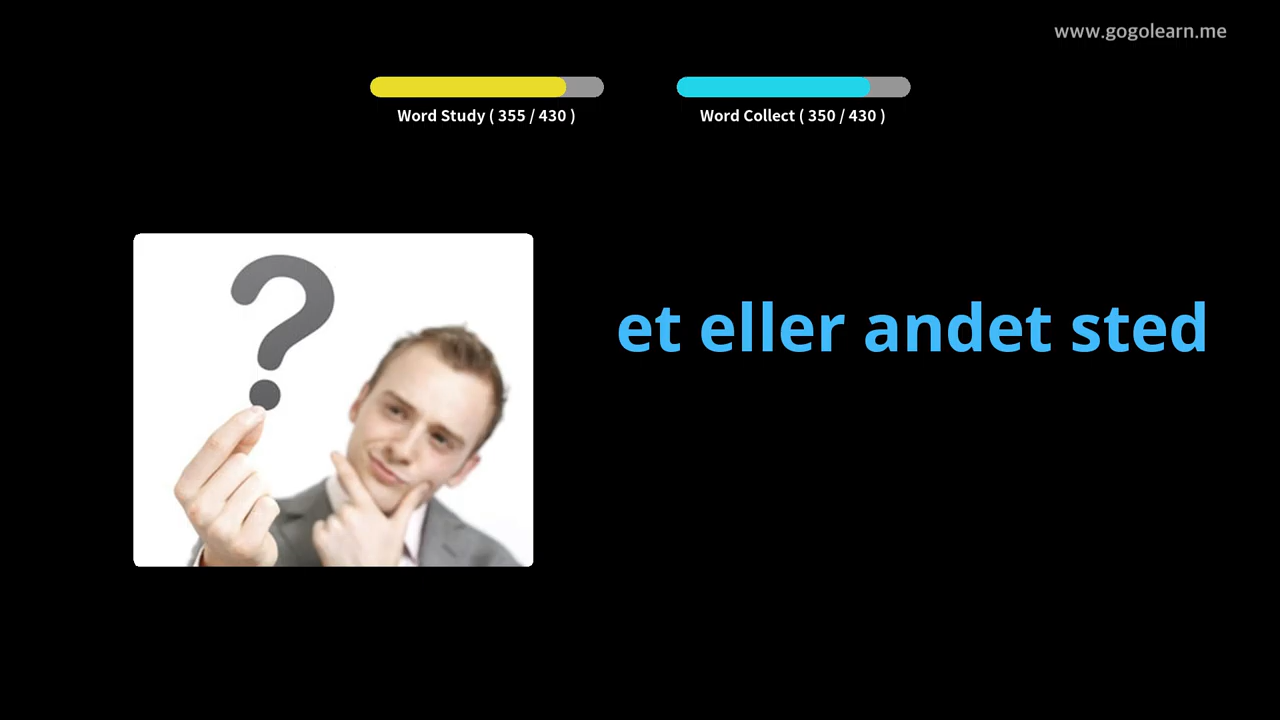 www.gogolearn.me
Word Study ( 355 / 430 )
Word Collect ( 350 / 430 )
?
et eller andet sted